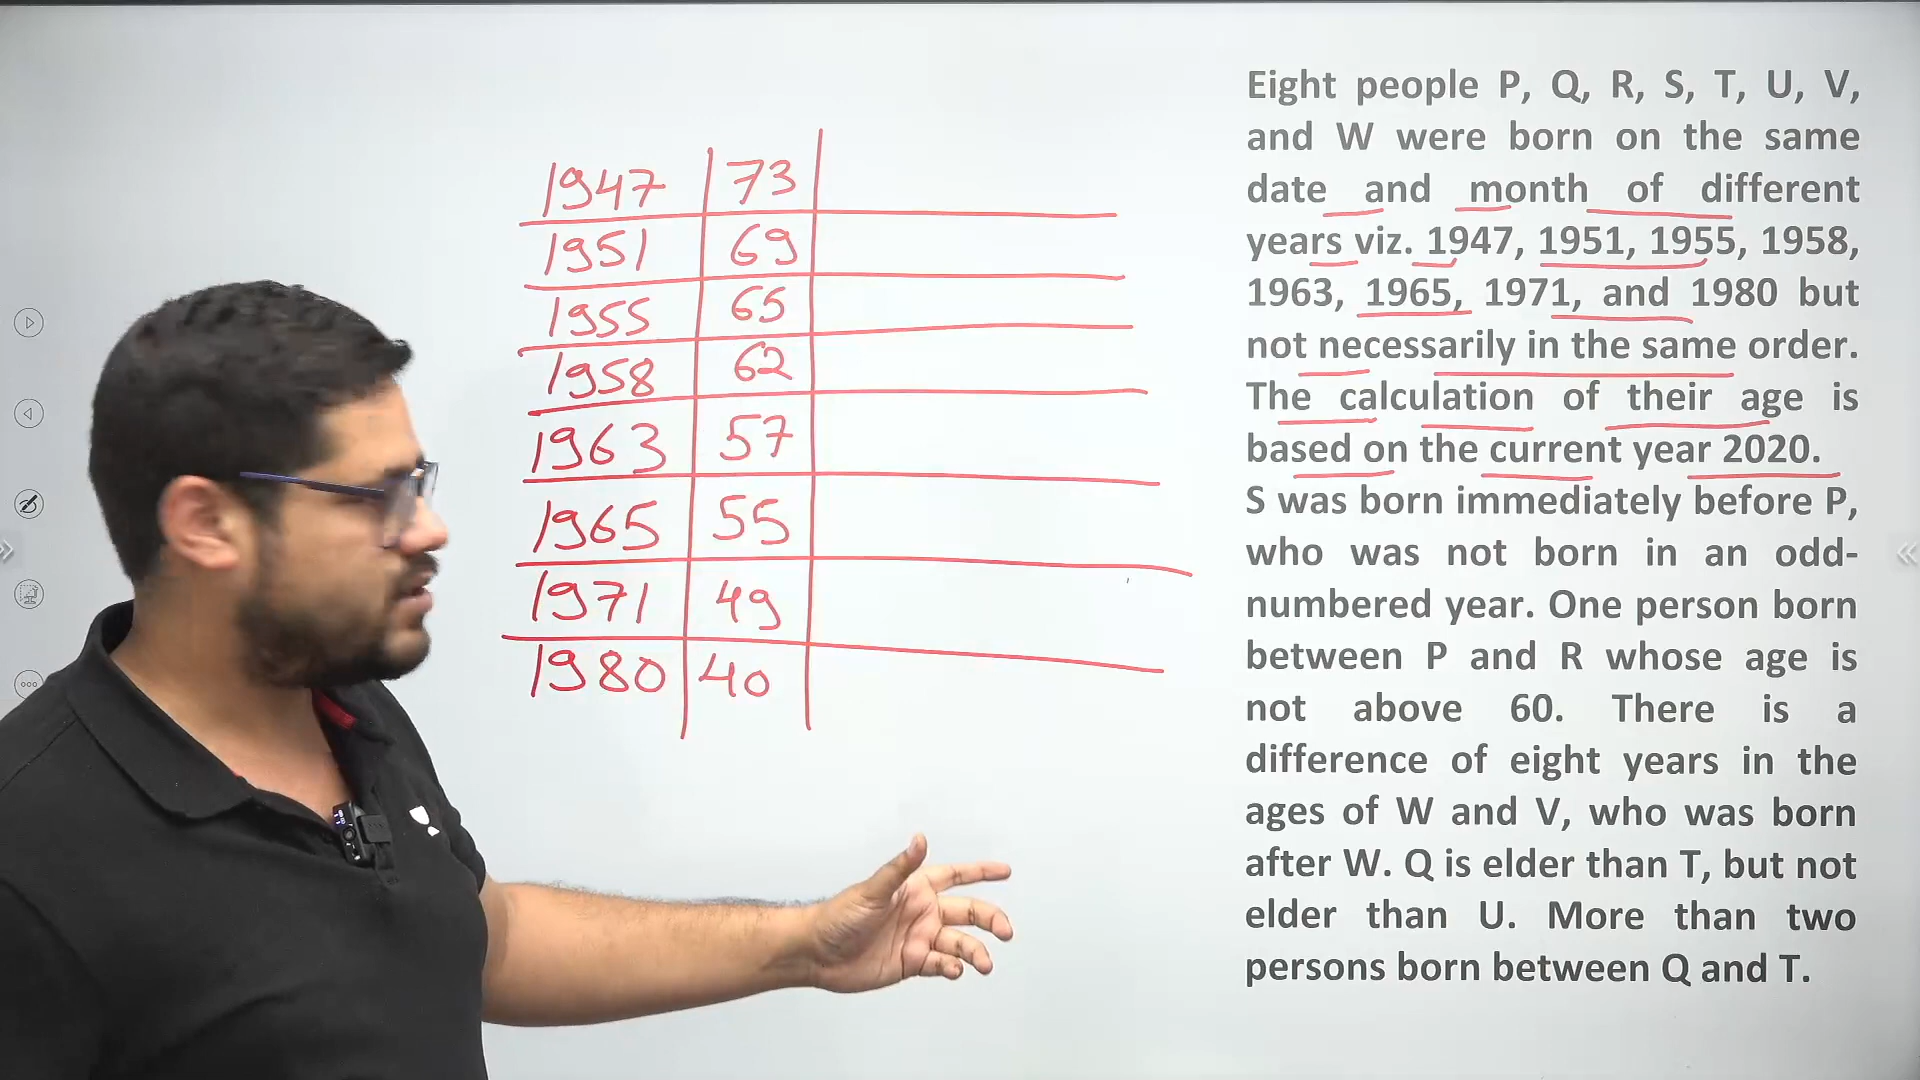 1947 73
1951 69
1955 65
1958 62
1963 57
1965 55
1971 49
1980 40
Eight people P, Q, R, S, T, U, V,
and W were born on the same
date and month of different
years viz. 1947, 1951, 1955, 1958,
1963, 1965, 1971, and 1980 but
not necessarily in the same order.
The calculation of their age is
based on the current year 2020.
S was born immediately before P,
who was not born in an odd-
numbered year. One person born
between P and R whose age is
not above 60. There is a
difference of eight years in the
ages of W and V, who was born
after W. Q is elder than T, but not
elder than U. More than two
persons born between Q and T.